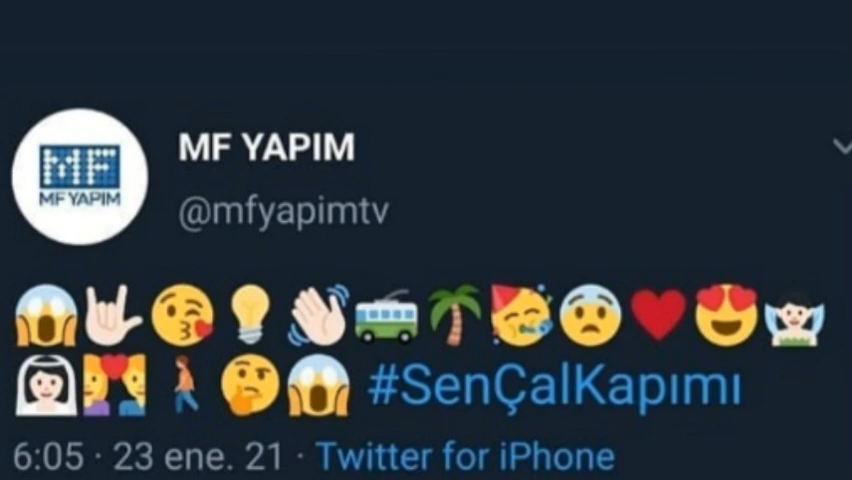 MF
MF YAPIM
MF YAPIM
@mfyapimtv
😱🤟🏻😘💡👋🏻🚎🌴🥳😨❤️😍🧚🏻
👰🏻💑🚶🤔😱 #SenÇalKapımı
6:05 · 23 ene. 21 · Twitter for iPhone